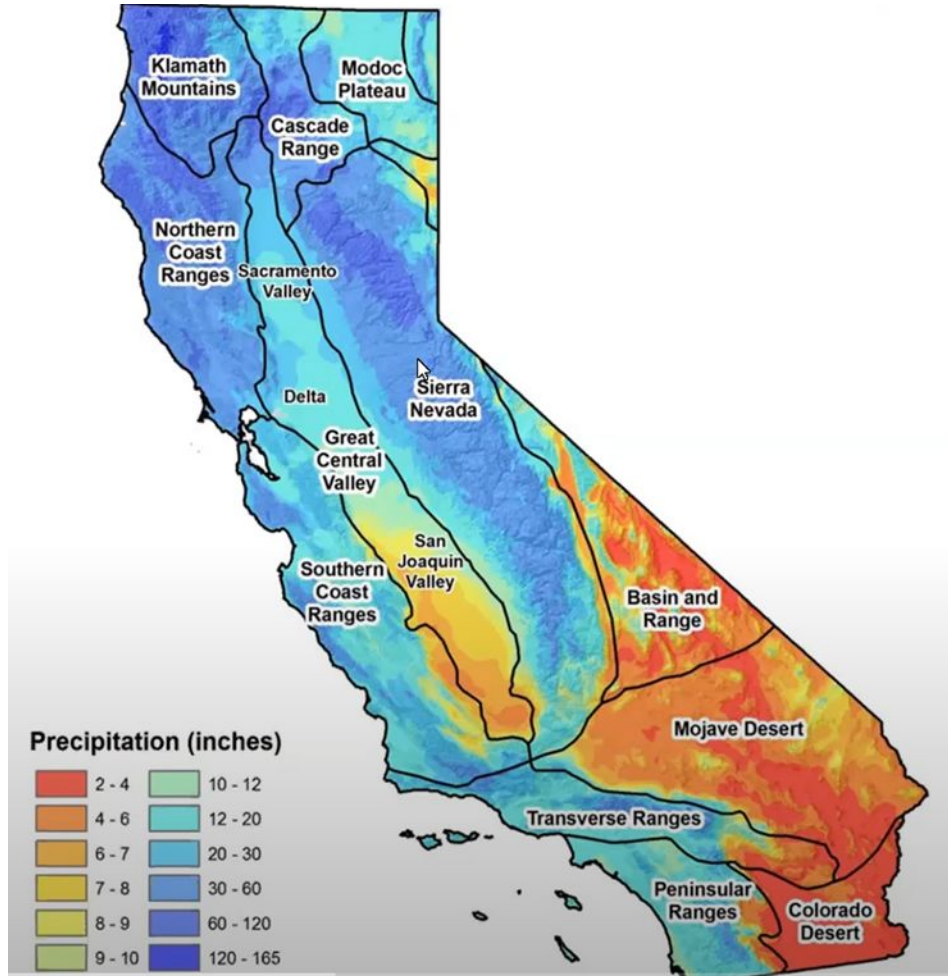 Klamath
Mountains
Modoc
Plateau
Cascade
Range
Northern
Coast
Ranges
Sacramento
Valley
Sierra
Nevada
Delta
Great
Central
Valley
San
Joaquin
Valley
Southern
Coast
Ranges
Basin and
Range
Mojave Desert
Transverse Ranges
Peninsular
Ranges
Colorado
Desert
Precipitation (inches)
2 - 4
4 - 6
6 - 7
7 - 8
8 - 9
9 - 10
10 - 12
12 - 20
20 - 30
30 - 60
60 - 120
120 - 165